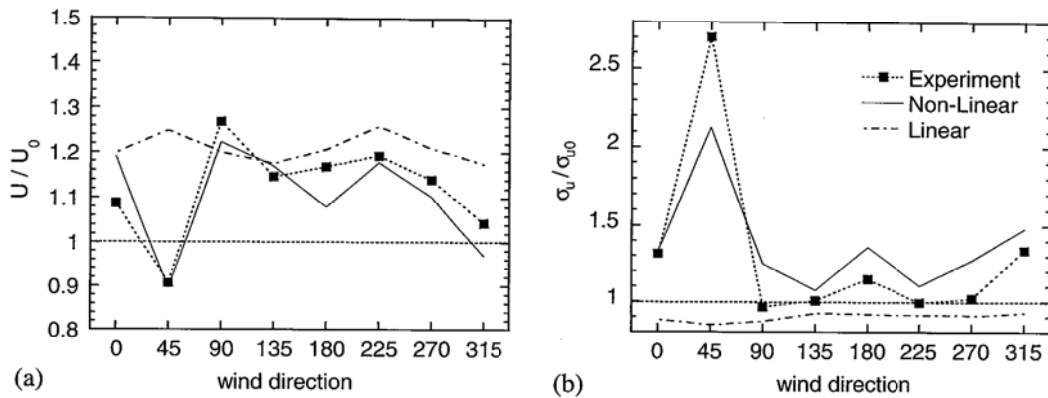 1.5
1.4
1.3
1.2
1.1
1
0.9
0.8
U / U0
0 45 90 135 180 225 270 315
wind direction
(a)
2.5
2
1.5
1
σu/σu0
Experiment
Non-Linear
Linear
0 45 90 135 180 225 270 315
wind direction
(b)